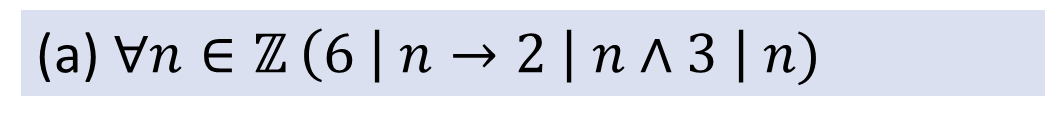 (a) ∀n ∈ ℤ (6 | n → 2 | n ∧ 3 | n)